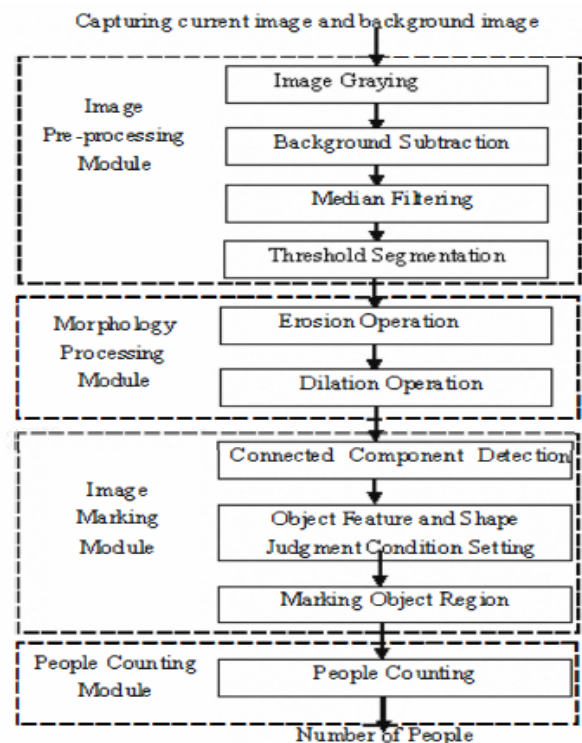 Capturing current image and background image
Image
Pre-processing
Module
Image Graying
Background Subtraction
Median Filtering
Threshold Segmentation
Morphology
Processing
Module
Erosion Operation
Dilation Operation
Image
Marking
Module
Connected Component Detection
Object Feature and Shape
Judgment Condition Setting
Marking Object Region
People Counting
Module
People Counting
Number of People